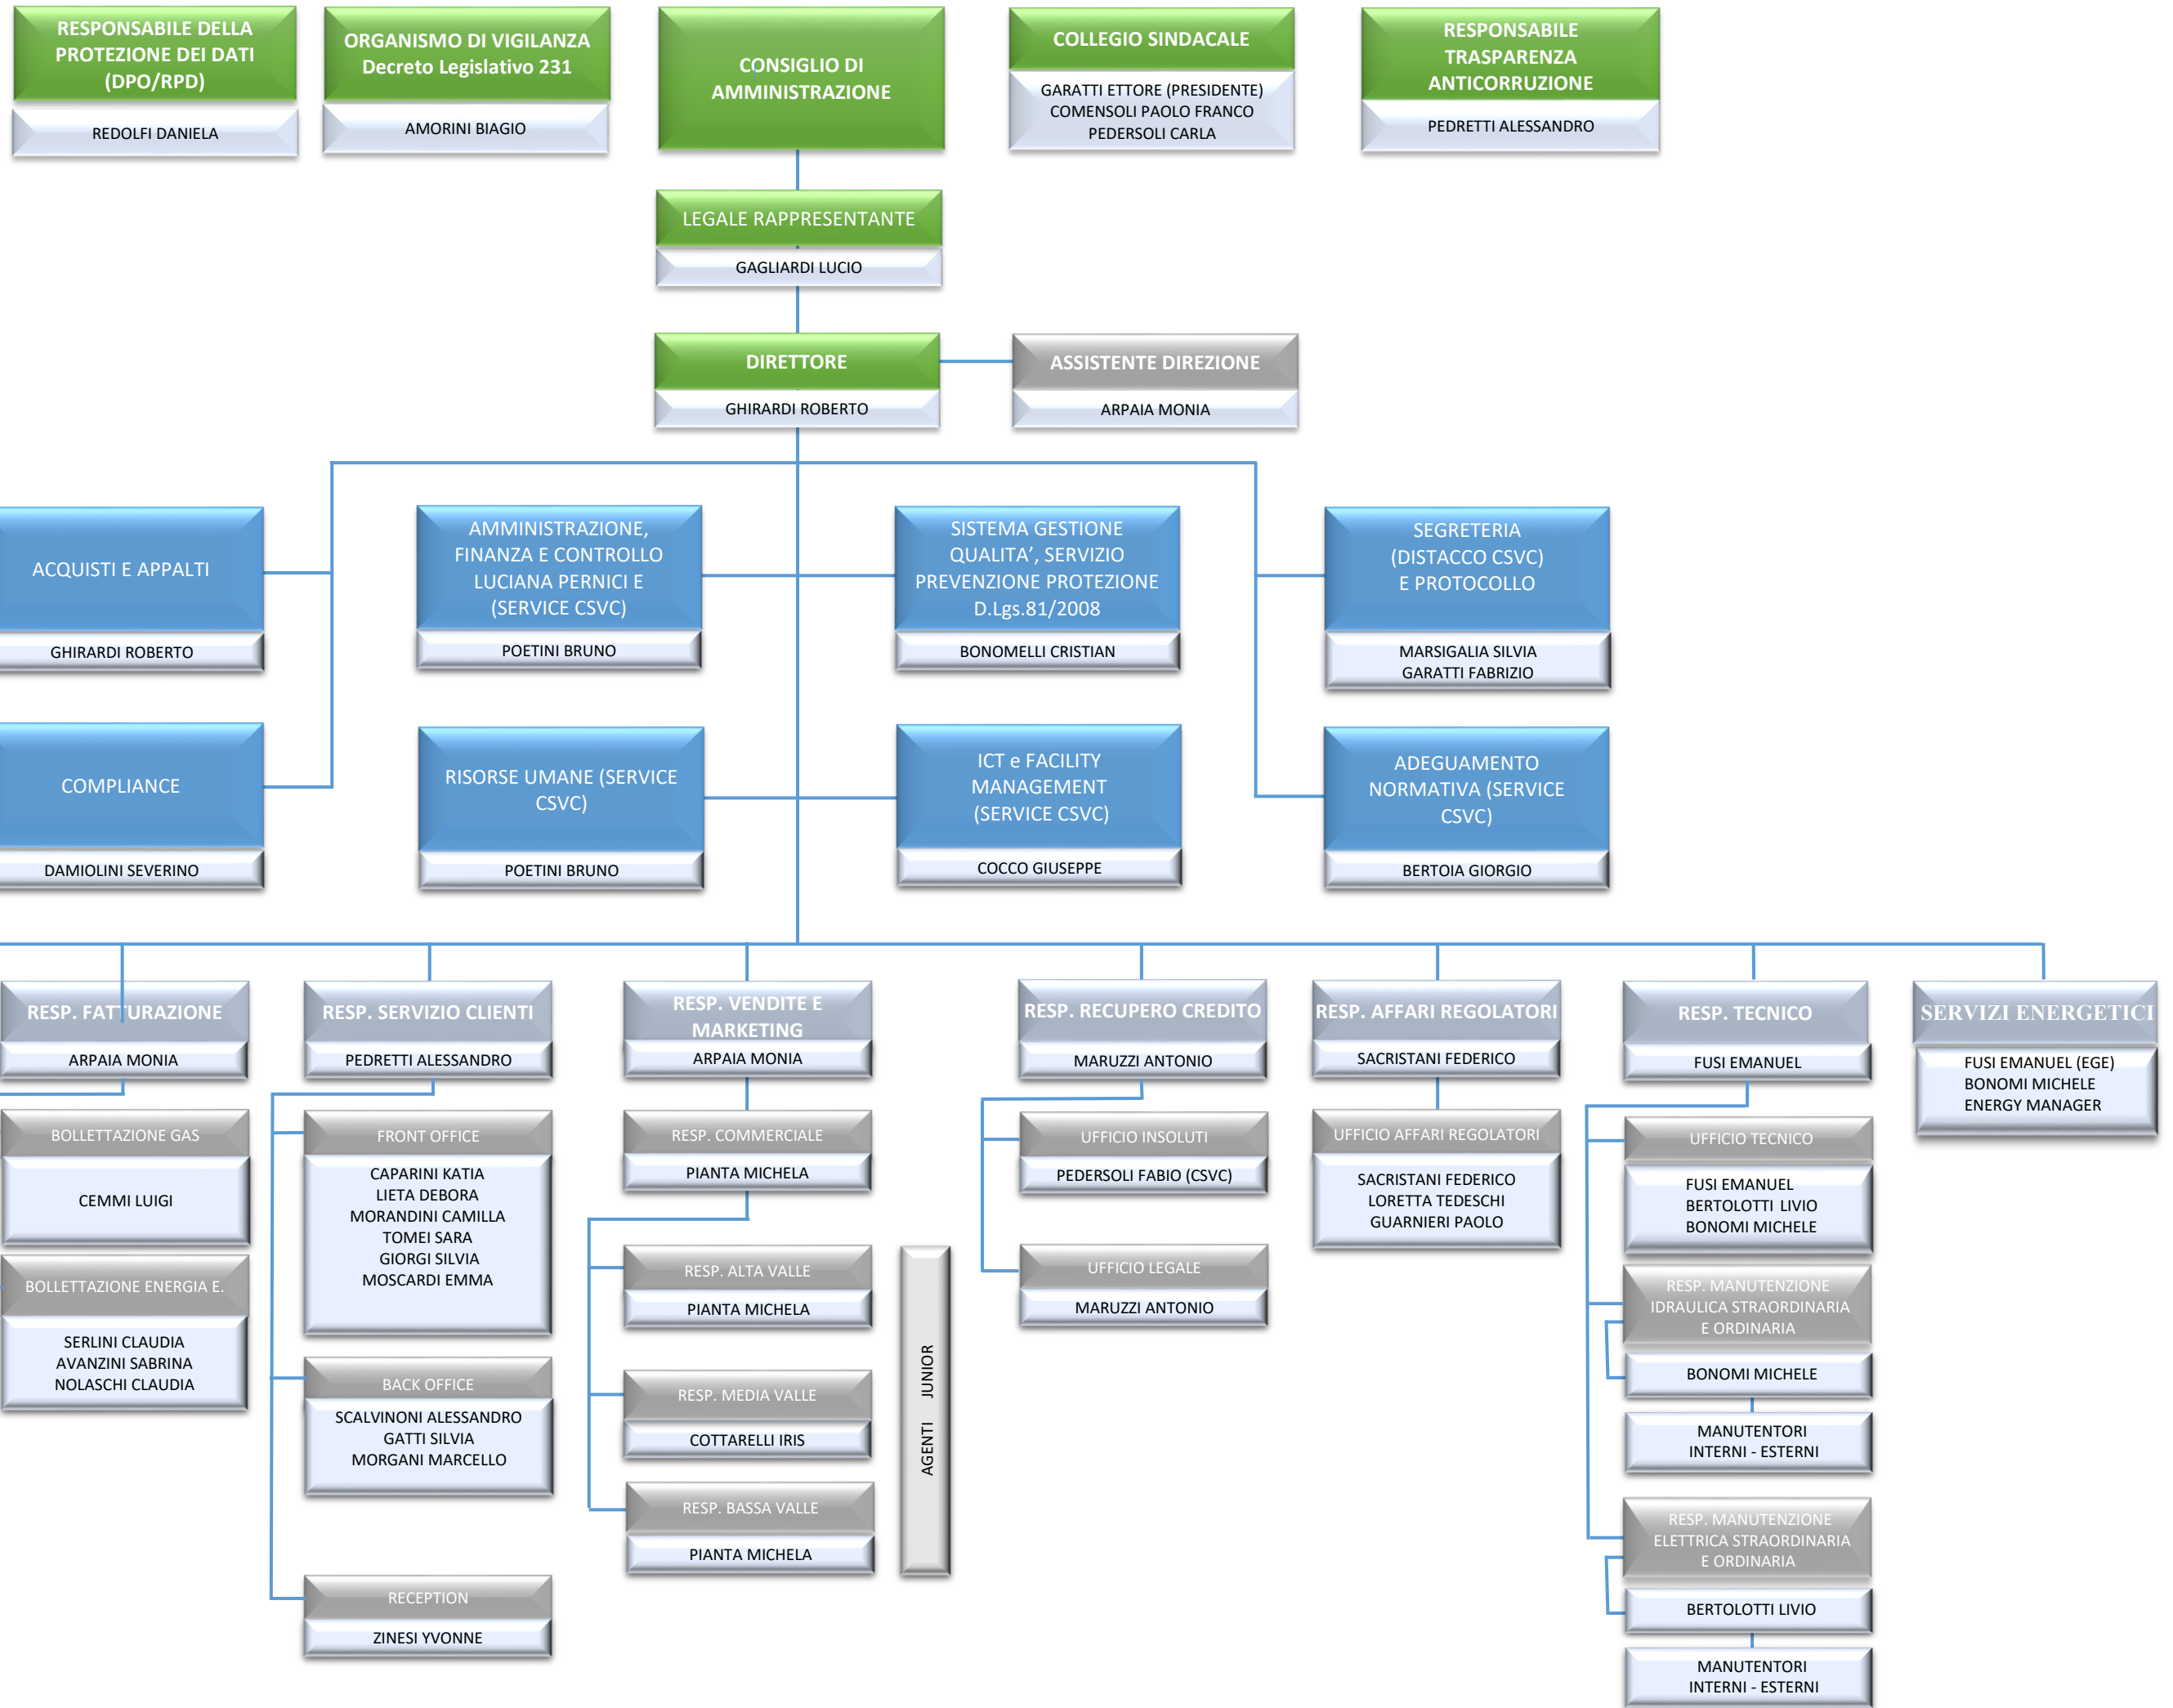 RESPONSABILE DELLA
PROTEZIONE DEI DATI
(DPO/RPD)
REDOLFI DANIELA
ORGANISMO DI VIGILANZA
Decreto Legislativo 231
AMORINI BIAGIO
CONSIGLIO DI
AMMINISTRAZIONE
COLLEGIO SINDACALE
GARATTI ETTORE (PRESIDENTE)
COMENSOLI PAOLO FRANCO
PEDERSOLI CARLA
RESPONSABILE
TRASPARENZA
ANTICORRUZIONE
PEDRETTI ALESSANDRO
LEGALE RAPPRESENTANTE
GAGLIARDI LUCIO
DIRETTORE
GHIRARDI ROBERTO
ASSISTENTE DIREZIONE
ARPAIA MONIA
ACQUISTI E APPALTI
GHIRARDI ROBERTO
AMMINISTRAZIONE,
FINANZA E CONTROLLO
LUCIANA PERNICI E
(SERVICE CSVC)
POETINI BRUNO
SISTEMA GESTIONE
QUALITA’, SERVIZIO
PREVENZIONE PROTEZIONE
D.Lgs.81/2008
BONOMELLI CRISTIAN
SEGRETERIA
(DISTACCO CSVC)
E PROTOCOLLO
MARSIGALIA SILVIA
GARATTI FABRIZIO
COMPLIANCE
DAMIOLINI SEVERINO
RISORSE UMANE (SERVICE
CSVC)
POETINI BRUNO
ICT e FACILITY
MANAGEMENT
(SERVICE CSVC)
COCCO GIUSEPPE
ADEGUAMENTO
NORMATIVA (SERVICE
CSVC)
BERTOIA GIORGIO
RESP. FATTURAZIONE
ARPAIA MONIA
BOLLETTAZIONE GAS
CEMMI LUIGI
BOLLETTAZIONE ENERGIA E.
SERLINI CLAUDIA
AVANZINI SABRINA
NOLASCHI CLAUDIA
RESP. SERVIZIO CLIENTI
PEDRETTI ALESSANDRO
FRONT OFFICE
CAPARINI KATIA
LIETA DEBORA
MORANDINI CAMILLA
TOMEI SARA
GIORGI SILVIA
MOSCARDI EMMA
BACK OFFICE
SCALVINONI ALESSANDRO
GATTI SILVIA
MORGANI MARCELLO
RECEPTION
ZINESI YVONNE
RESP. VENDITE E
MARKETING
ARPAIA MONIA
RESP. COMMERCIALE
PIANTA MICHELA
RESP. ALTA VALLE
PIANTA MICHELA
RESP. MEDIA VALLE
COTTARELLI IRIS
RESP. BASSA VALLE
PIANTA MICHELA
AGENTI JUNIOR
RESP. RECUPERO CREDITO
MARUZZI ANTONIO
UFFICIO INSOLUTI
PEDERSOLI FABIO (CSVC)
UFFICIO LEGALE
MARUZZI ANTONIO
RESP. AFFARI REGOLATORI
SACRISTANI FEDERICO
UFFICIO AFFARI REGOLATORI
SACRISTANI FEDERICO
LORETTA TEDESCHI
GUARNIERI PAOLO
RESP. TECNICO
FUSI EMANUEL
UFFICIO TECNICO
FUSI EMANUEL
BERTOLOTTI LIVIO
BONOMI MICHELE
RESP. MANUTENZIONE
IDRAULICA STRAORDINARIA
E ORDINARIA
BONOMI MICHELE
MANUTENTORI
INTERNI - ESTERNI
RESP. MANUTENZIONE
ELETTRICA STRAORDINARIA
E ORDINARIA
BERTOLOTTI LIVIO
MANUTENTORI
INTERNI - ESTERNI
SERVIZI ENERGETICI
FUSI EMANUEL (EGE)
BONOMI MICHELE
ENERGY MANAGER